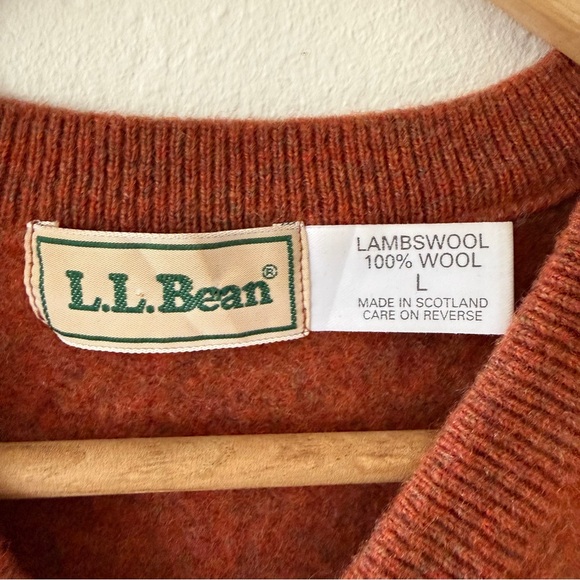 L.L.Bean®
LAMBSWOOL
100% WOOL
L
MADE IN SCOTLAND
CARE ON REVERSE